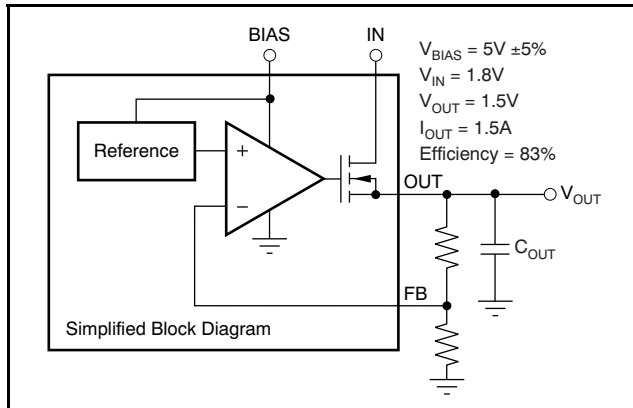 BIAS
IN
V_BIAS = 5V ±5%
V_IN = 1.8V
V_OUT = 1.5V
I_OUT = 1.5A
Efficiency = 83%
Reference
+
−
OUT
V_OUT
C_OUT
FB
Simplified Block Diagram